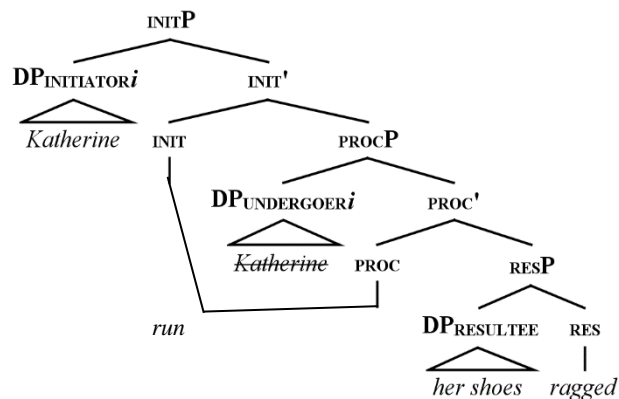 INITP
DPINITIATORi INIT'
Katherine INIT PROCP
DPUNDERGOERi PROC'
Katherine PROC RESP
run DPRESULTEE RES
her shoes ragged